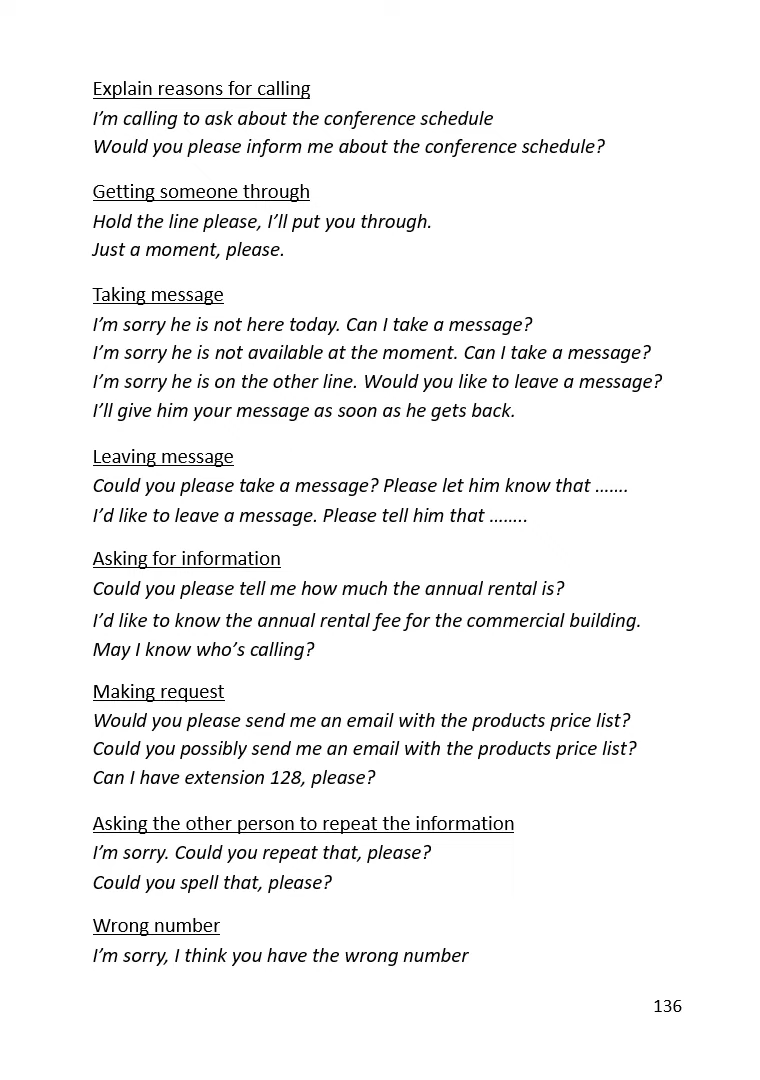 Explain reasons for calling
I’m calling to ask about the conference schedule
Would you please inform me about the conference schedule?
Getting someone through
Hold the line please, I’ll put you through.
Just a moment, please.
Taking message
I’m sorry he is not here today. Can I take a message?
I’m sorry he is not available at the moment. Can I take a message?
I’m sorry he is on the other line. Would you like to leave a message?
I’ll give him your message as soon as he gets back.
Leaving message
Could you please take a message? Please let him know that …….
I’d like to leave a message. Please tell him that ……..
Asking for information
Could you please tell me how much the annual rental is?
I’d like to know the annual rental fee for the commercial building.
May I know who’s calling?
Making request
Would you please send me an email with the products price list?
Could you possibly send me an email with the products price list?
Can I have extension 128, please?
Asking the other person to repeat the information
I’m sorry. Could you repeat that, please?
Could you spell that, please?
Wrong number
I’m sorry, I think you have the wrong number
136